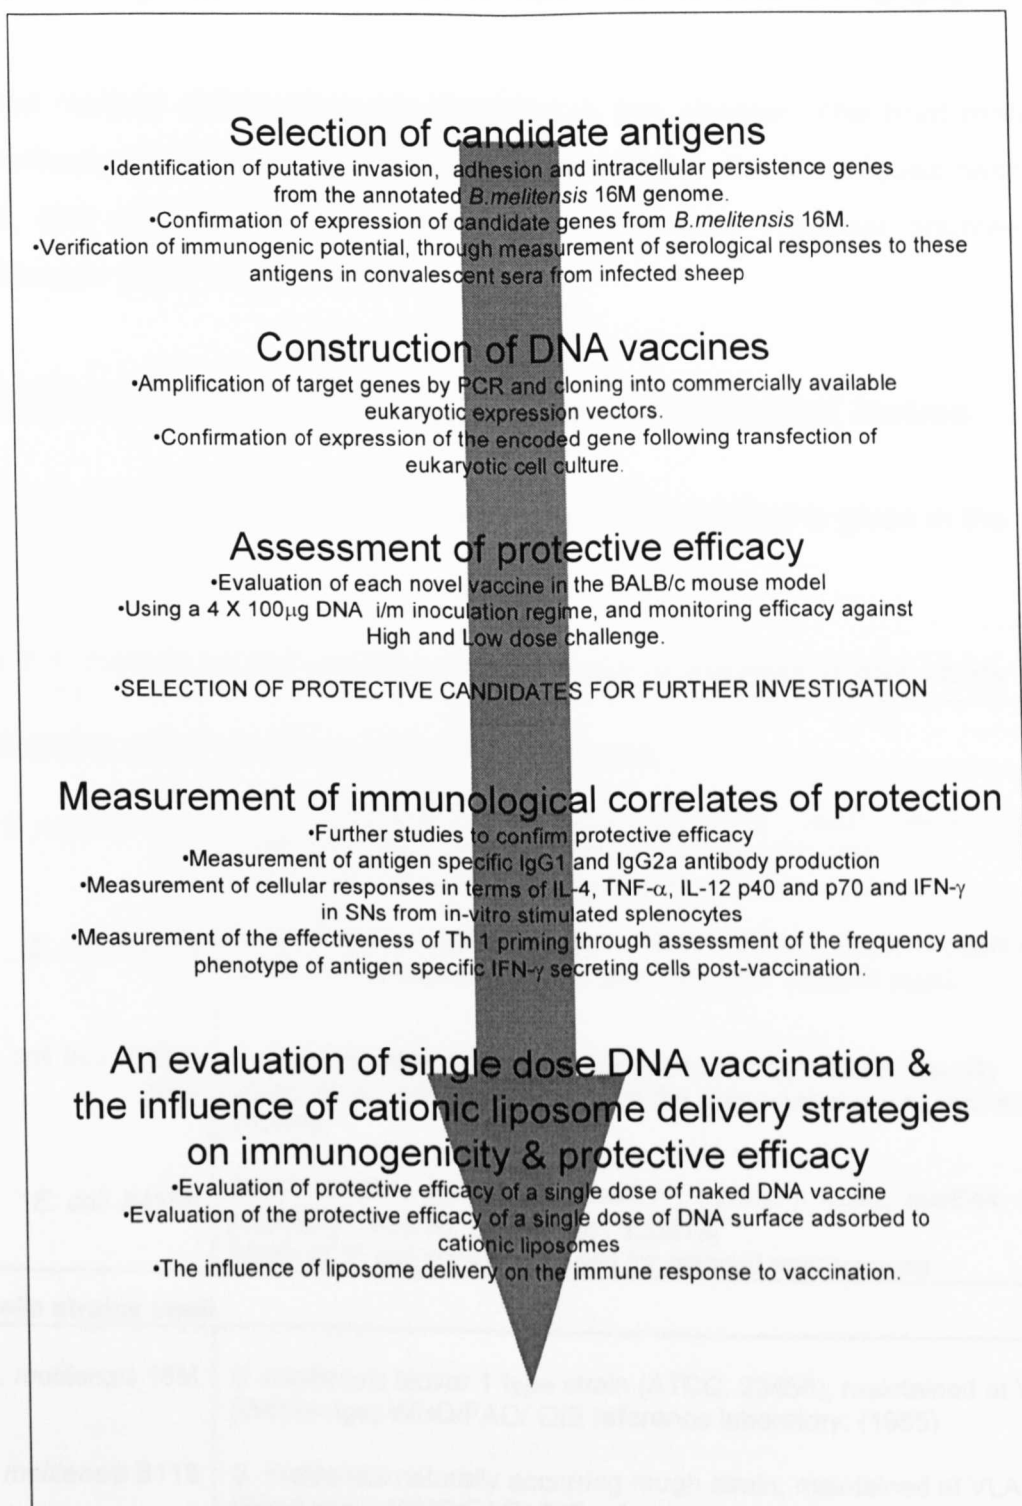 Selection of candidate antigens
•Identification of putative invasion, adhesion and intracellular persistence genes
from the annotated B.melitensis 16M genome.
•Confirmation of expression of candidate genes from B.melitensis 16M.
•Verification of immunogenic potential, through measurement of serological responses to these
antigens in convalescent sera from infected sheep
Construction of DNA vaccines
•Amplification of target genes by PCR and cloning into commercially available
eukaryotic expression vectors.
•Confirmation of expression of the encoded gene following transfection of
eukaryotic cell culture.
Assessment of protective efficacy
•Evaluation of each novel vaccine in the BALB/c mouse model
•Using a 4 X 100µg DNA i/m inoculation regime, and monitoring efficacy against
High and Low dose challenge.
•SELECTION OF PROTECTIVE CANDIDATES FOR FURTHER INVESTIGATION
Measurement of immunological correlates of protection
•Further studies to confirm protective efficacy
•Measurement of antigen specific IgG1 and IgG2a antibody production
•Measurement of cellular responses in terms of IL-4, TNF-α, IL-12 p40 and p70 and IFN-γ
in SNs from in-vitro stimulated splenocytes
•Measurement of the effectiveness of Th 1 priming through assessment of the frequency and
phenotype of antigen specific IFN-γ secreting cells post-vaccination.
An evaluation of single dose DNA vaccination &
the influence of cationic liposome delivery strategies
on immunogenicity & protective efficacy
•Evaluation of protective efficacy of a single dose of naked DNA vaccine
•Evaluation of the protective efficacy of a single dose of DNA surface adsorbed to
cationic liposomes
•The influence of liposome delivery on the immune response to vaccination.